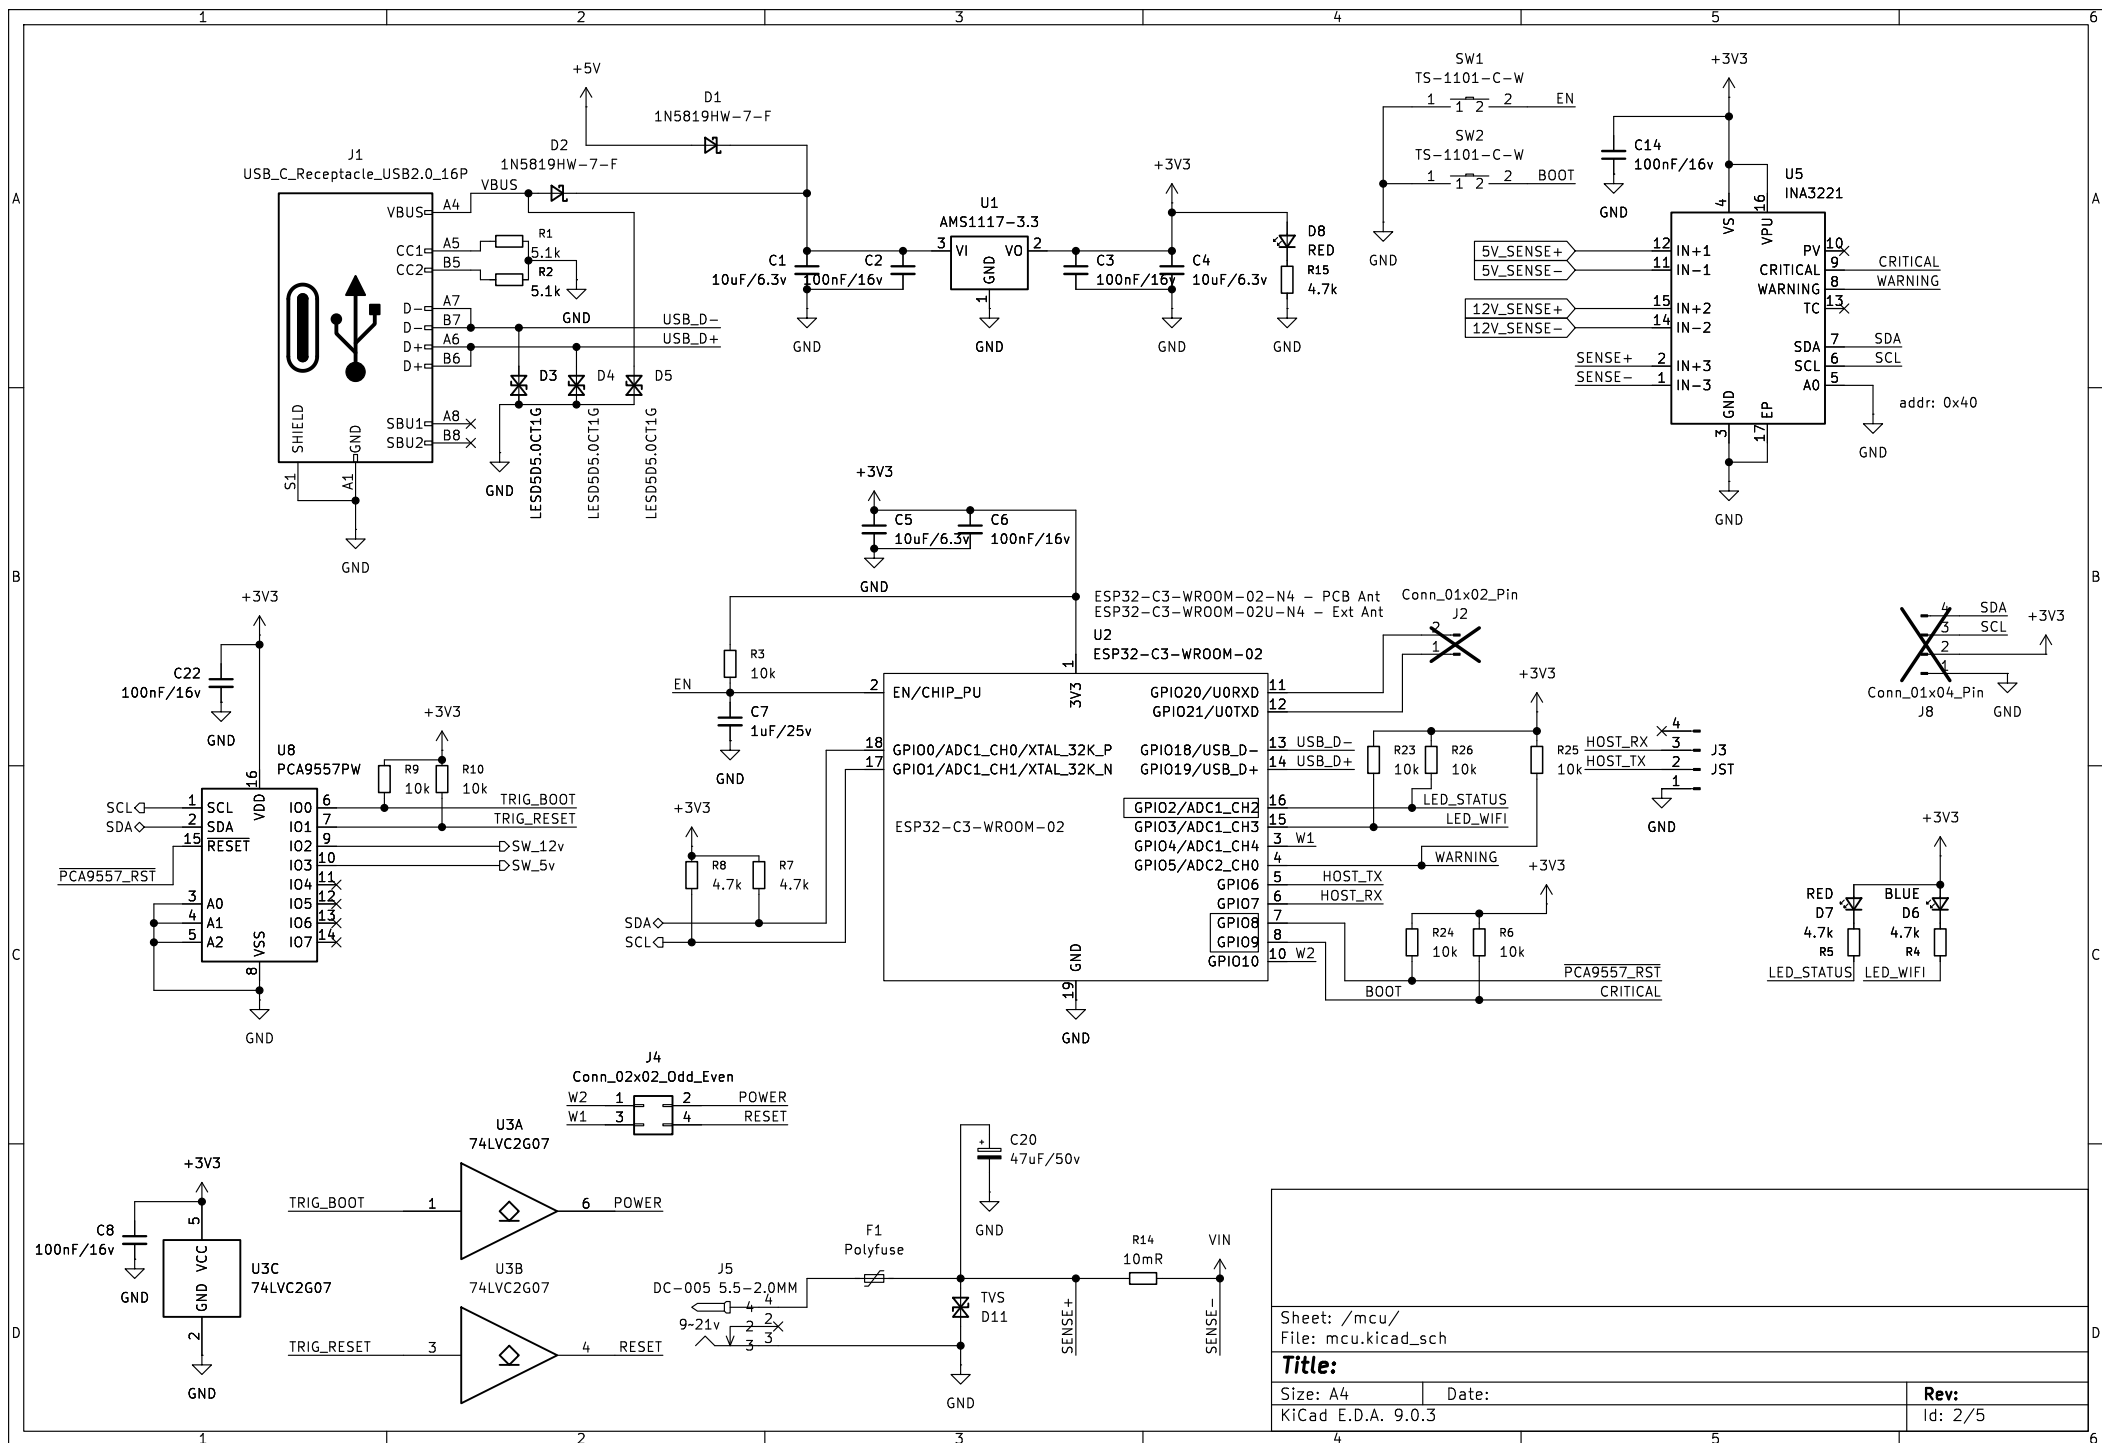 1 2 3 4 5 6
A
B
C
D
+5V
D1
1N5819HW-7-F
D2
1N5819HW-7-F
J1
USB_C_Receptacle_USB2.0_16P
VBUS
VBUS A4
CC1 A5
CC2 B5
D- A7
D- B7
D+ A6
D+ B6
SBU1 A8
SBU2 B8
SHIELD
GND
S1
A1
GND
R1
5.1k
R2
5.1k
GND
USB_D-
USB_D+
D3
D4
D5
LESD5D5.0CT1G
LESD5D5.0CT1G
LESD5D5.0CT1G
GND
C1
10uF/6.3v
C2
100nF/16v
GND
U1
AMS1117-3.3
3 VI VO 2
GND
1
GND
+3V3
C3
100nF/16v
C4
10uF/6.3v
GND
D8
RED
R15
4.7k
GND
SW1
TS-1101-C-W
1 1 2 2 EN
SW2
TS-1101-C-W
1 1 2 2 BOOT
GND
+3V3
C14
100nF/16v
GND
U5
INA3221
4 VS
16 VPU
5V_SENSE+ 12 IN+1
5V_SENSE- 11 IN-1
12V_SENSE+ 15 IN+2
12V_SENSE- 14 IN-2
SENSE+ 2 IN+3
SENSE- 1 IN-3
PV 10
CRITICAL 9 CRITICAL
WARNING 8 WARNING
TC 13
SDA 7 SDA
SCL 6 SCL
A0 5
GND 3
EP 17
addr: 0x40
GND
GND
+3V3
C5
10uF/6.3v
C6
100nF/16v
GND
ESP32-C3-WROOM-02-N4 - PCB Ant
ESP32-C3-WROOM-02U-N4 - Ext Ant
U2
ESP32-C3-WROOM-02
Conn_01x02_Pin
J2
2
1
R3
10k
EN
C7
1uF/25v
GND
1
3V3
2 EN/CHIP_PU
18 GPIO0/ADC1_CH0/XTAL_32K_P
17 GPIO1/ADC1_CH1/XTAL_32K_N
ESP32-C3-WROOM-02
GPIO20/U0RXD 11
GPIO21/U0TXD 12
GPIO18/USB_D- 13 USB_D-
GPIO19/USB_D+ 14 USB_D+
GPIO2/ADC1_CH2 16 LED_STATUS
GPIO3/ADC1_CH3 15 LED_WIFI
GPIO4/ADC1_CH4 3 W1
GPIO5/ADC2_CH0 4 WARNING
GPIO6 5 HOST_TX
GPIO7 6 HOST_RX
GPIO8 7
GPIO9 8
GPIO10 10 W2
GND
19
GND
+3V3
R23
10k
R26
10k
R25
10k
+3V3
R24
10k
R6
10k
PCA9557_RST
BOOT CRITICAL
+3V3
R8
4.7k
R7
4.7k
SDA
SCL
4
HOST_RX 3
HOST_TX 2
1
J3
JST
GND
4 SDA
3 SCL
2
1
+3V3
Conn_01x04_Pin
J8
GND
+3V3
RED
D7
4.7k
R5
BLUE
D6
4.7k
R4
LED_STATUS LED_WIFI
+3V3
C22
100nF/16v
GND
U8
PCA9557PW
16
VDD
+3V3
R9
10k
R10
10k
SCL 1 SCL
SDA 2 SDA
15 RESET
PCA9557_RST
3 A0
4 A1
5 A2
IO0 6 TRIG_BOOT
IO1 7 TRIG_RESET
IO2 9 SW_12v
IO3 10 SW_5v
IO4 11
IO5 12
IO6 13
IO7 14
VSS
8
GND
J4
Conn_02x02_Odd_Even
W2 1 2 POWER
W1 3 4 RESET
+3V3
C8
100nF/16v
GND
5
VCC
GND
2
GND
U3C
74LVC2G07
U3A
74LVC2G07
TRIG_BOOT 1 6 POWER
U3B
74LVC2G07
TRIG_RESET 3 4 RESET
J5
DC-005 5.5-2.0MM
9~21v
4 4
2 2
3 3
F1
Polyfuse
C20
+
47uF/50v
GND
TVS
D11
GND
R14
10mR
VIN
SENSE+
SENSE-
Sheet: /mcu/
File: mcu.kicad_sch
Title:
Size: A4 Date: Rev:
KiCad E.D.A. 9.0.3 Id: 2/5
A
B
C
D
1 2 3 4 5 6